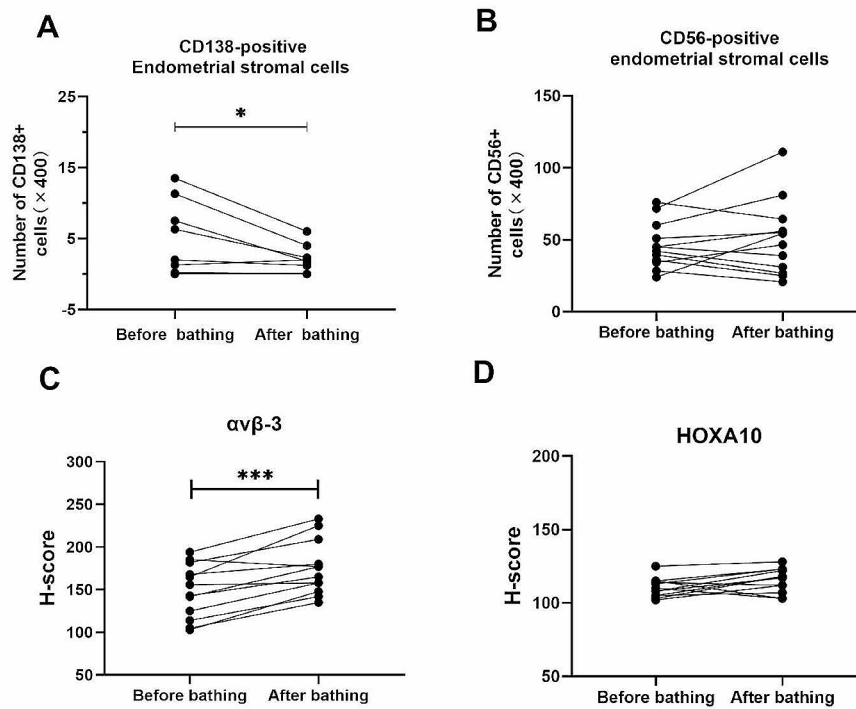 A
CD138-positive
Endometrial stromal cells
25
*
15
5
-5
Number of CD138+
cells(×400)
Before bathing
After bathing
B
CD56-positive
endometrial stromal cells
150
100
50
0
Number of CD56+
cells(×400)
Before bathing
After bathing
C
αvβ-3
300
***
250
200
150
100
50
H-score
Before bathing
After bathing
D
HOXA10
200
150
100
50
H-score
Before bathing
After bathing